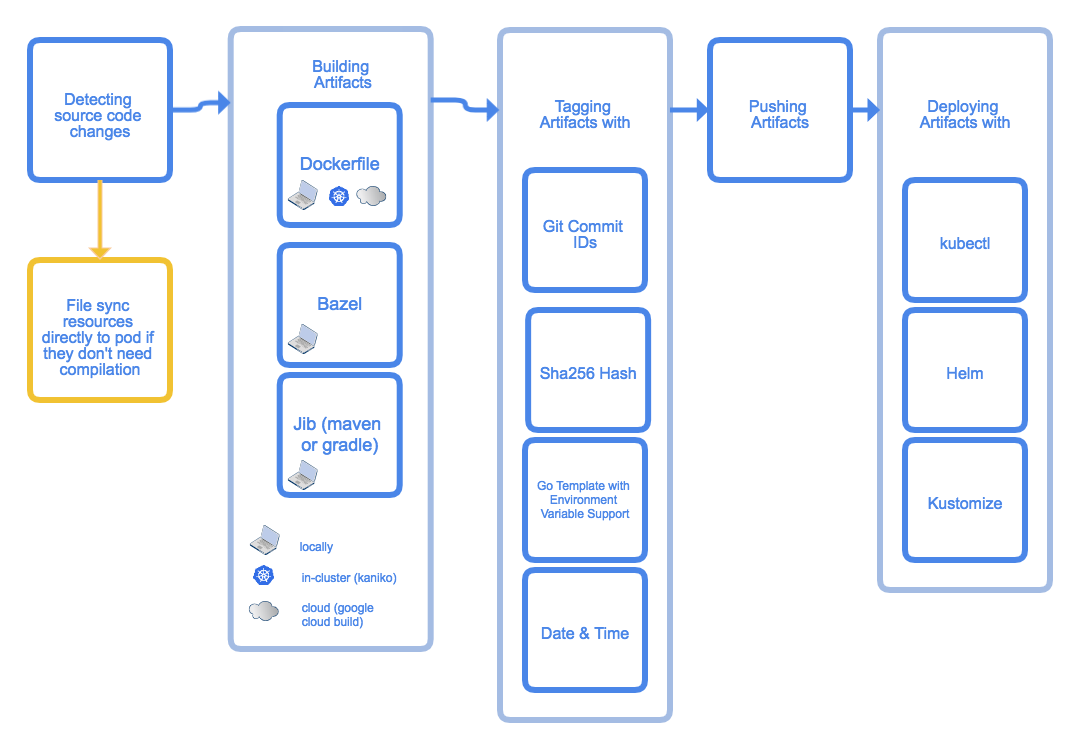 Detecting
source code
changes
File sync
resources
directly to pod if
they don't need
compilation
Building
Artifacts
Dockerfile
Bazel
Jib (maven
or gradle)
locally
in-cluster (kaniko)
cloud (google
cloud build)
Tagging
Artifacts with
Git Commit
IDs
Sha256 Hash
Go Template with
Environment
Variable Support
Date & Time
Pushing
Artifacts
Deploying
Artifacts with
kubectl
Helm
Kustomize